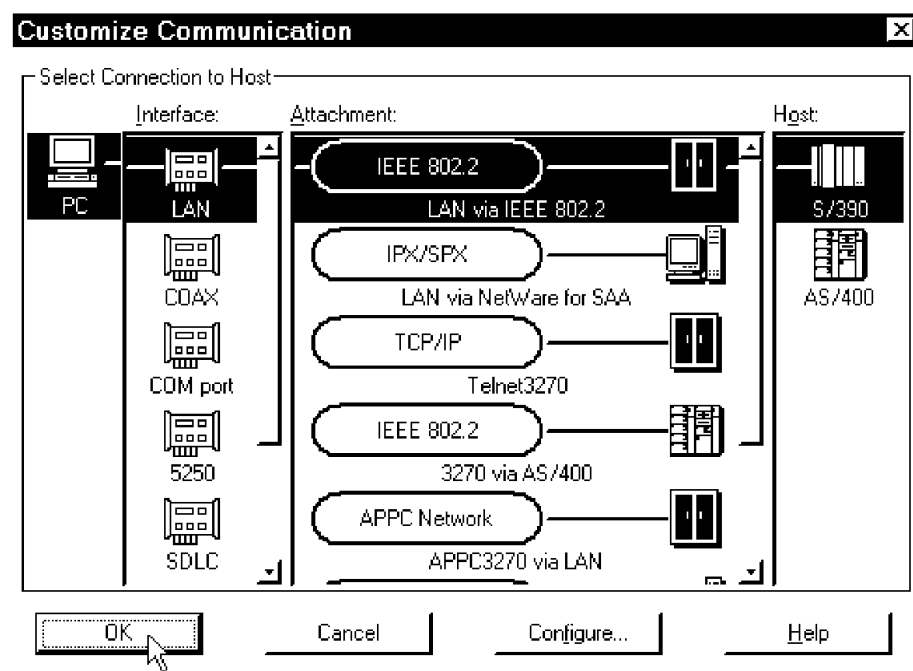 Customize Communication
Select Connection to Host
Interface: Attachment: Host:
PC LAN IEEE 802.2 LAN via IEEE 802.2 S/390
COAX IPX/SPX LAN via NetWare for SAA AS/400
COM port TCP/IP Telnet3270
5250 IEEE 802.2 3270 via AS/400
SDLC APPC Network APPC3270 via LAN
OK Cancel Configure... Help